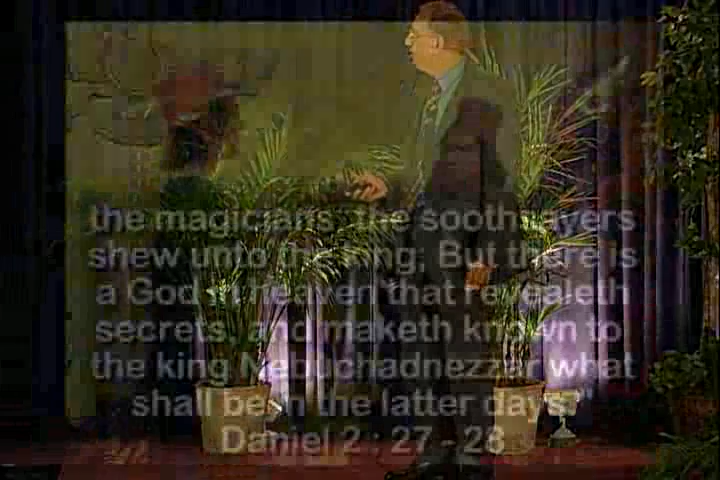 the magicians, the soothsayers
shew unto the king; But there is
a God in heaven that revealeth
secrets, and maketh known to
the king Nebuchadnezzar what
shall be in the latter days.
Daniel 2 : 27 - 28